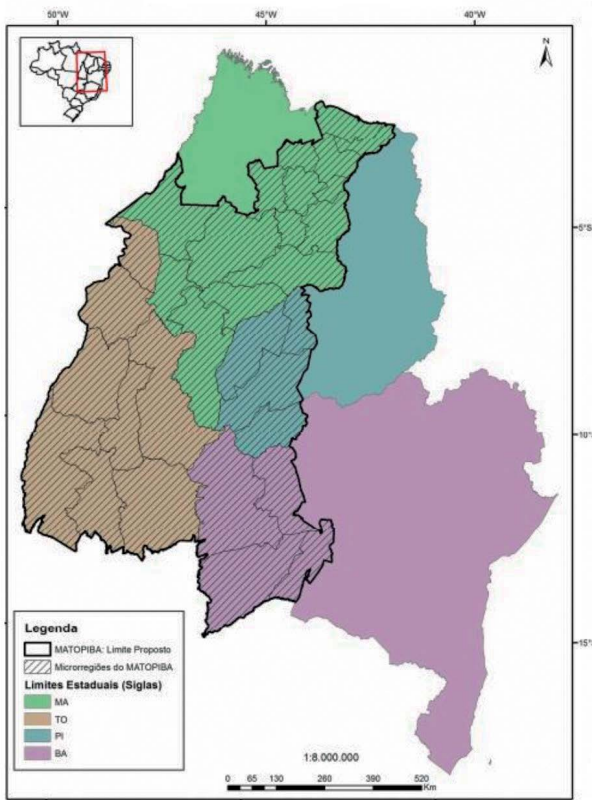 50°W 45°W 40°W
N
5°S
10°S
15°S
Legenda
MATOPIBA: Limite Proposto
Microrregiões do MATOPIBA
Limites Estaduais (Siglas)
MA
TO
PI
BA
1:8.000.000
0 65 130 260 390 520
Km